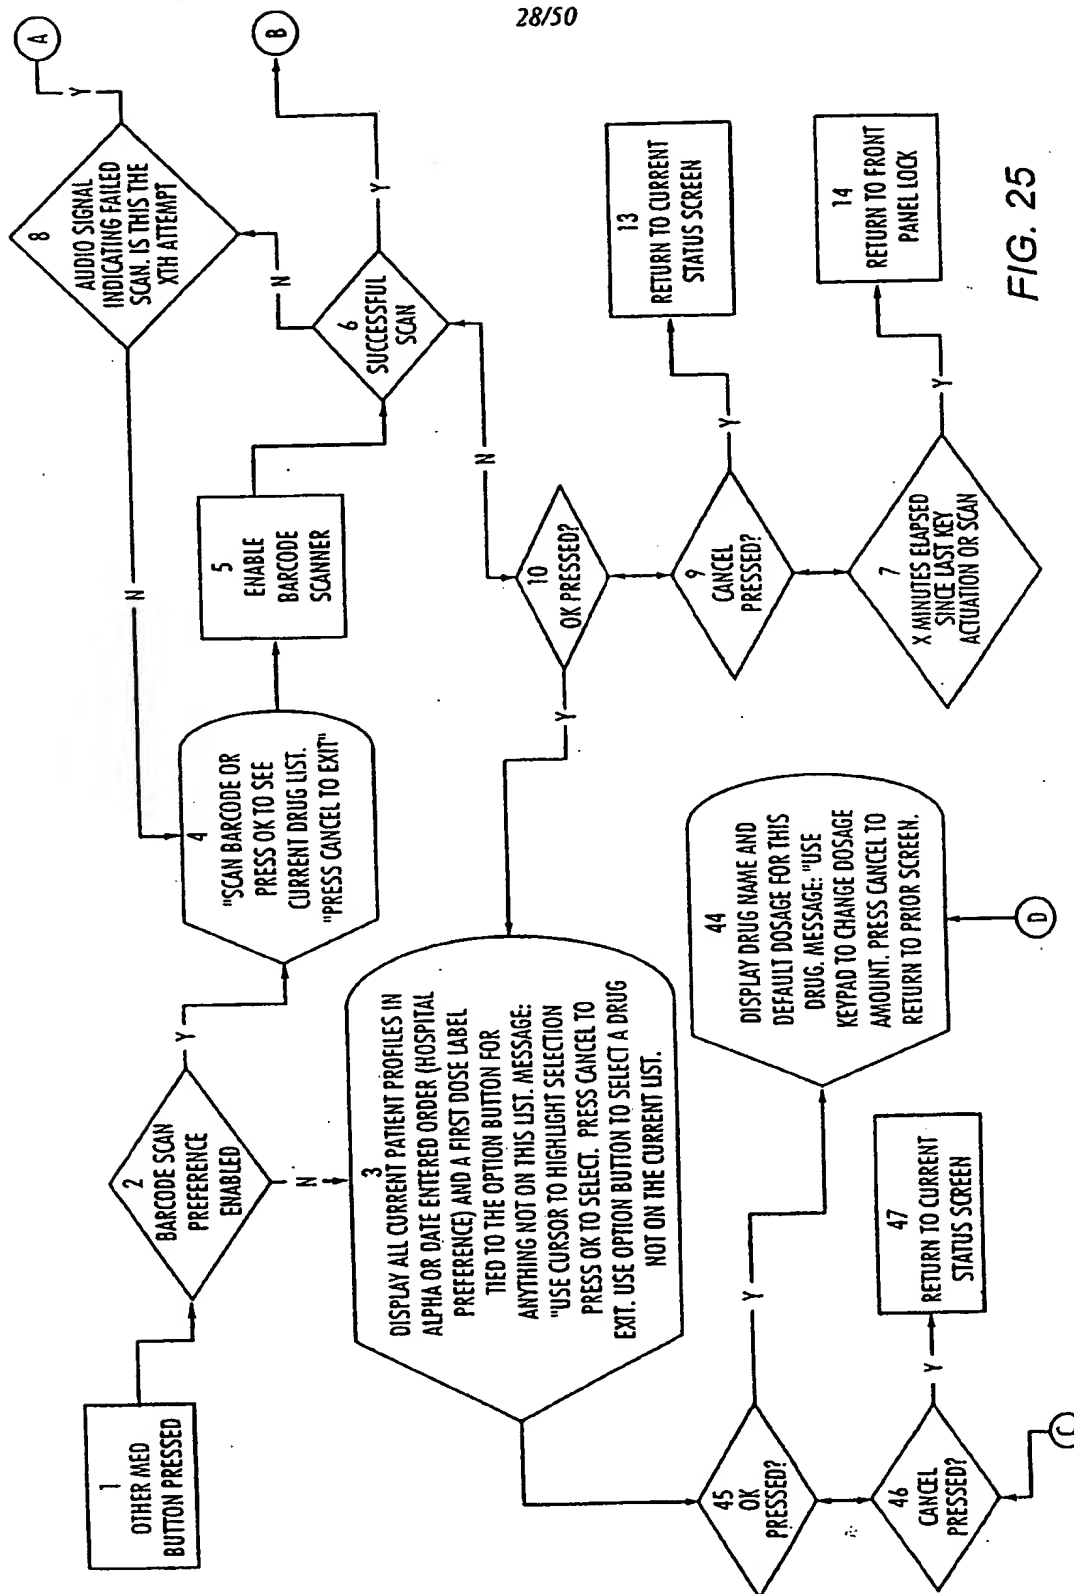 28/50
1
OTHER MED
BUTTON PRESSED
2
BARCODE SCAN
PREFERENCE
ENABLED
Y
N
3
DISPLAY ALL CURRENT PATIENT PROFILES IN
ALPHA OR DATE ENTERED ORDER (HOSPITAL
PREFERENCE) AND A FIRST DOSE LABEL
TIED TO THE OPTION BUTTON FOR
ANYTHING NOT ON THIS LIST. MESSAGE:
"USE CURSOR TO HIGHLIGHT SELECTION
PRESS OK TO SELECT. PRESS CANCEL TO
EXIT. USE OPTION BUTTON TO SELECT A DRUG
NOT ON THE CURRENT LIST.
4
"SCAN BARCODE OR
PRESS OK TO SEE
CURRENT DRUG LIST.
"PRESS CANCEL TO EXIT"
5
ENABLE
BARCODE
SCANNER
6
SUCCESSFUL
SCAN
N
Y
B
8
AUDIO SIGNAL
INDICATING FAILED
SCAN. IS THIS THE
XTH ATTEMPT
Y
A
N
N
10
OK PRESSED?
Y
9
CANCEL
PRESSED?
Y
13
RETURN TO CURRENT
STATUS SCREEN
7
X MINUTES ELAPSED
SINCE LAST KEY
ACTUATION OR SCAN
Y
14
RETURN TO FRONT
PANEL LOCK
45
OK
PRESSED?
Y
44
DISPLAY DRUG NAME AND
DEFAULT DOSAGE FOR THIS
DRUG. MESSAGE: "USE
KEYPAD TO CHANGE DOSAGE
AMOUNT. PRESS CANCEL TO
RETURN TO PRIOR SCREEN.
D
46
CANCEL
PRESSED?
Y
47
RETURN TO CURRENT
STATUS SCREEN
C
FIG. 25